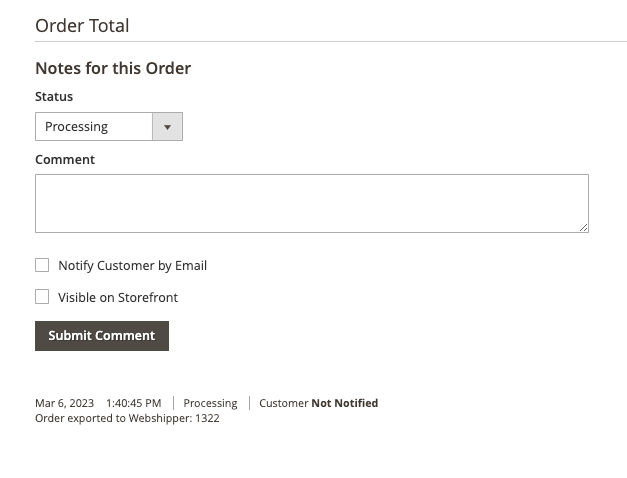 Order Total
Notes for this Order
Status
Processing
Comment
Notify Customer by Email
Visible on Storefront
Submit Comment
Mar 6, 2023 1:40:45 PM Processing Customer Not Notified
Order exported to Webshipper: 1322